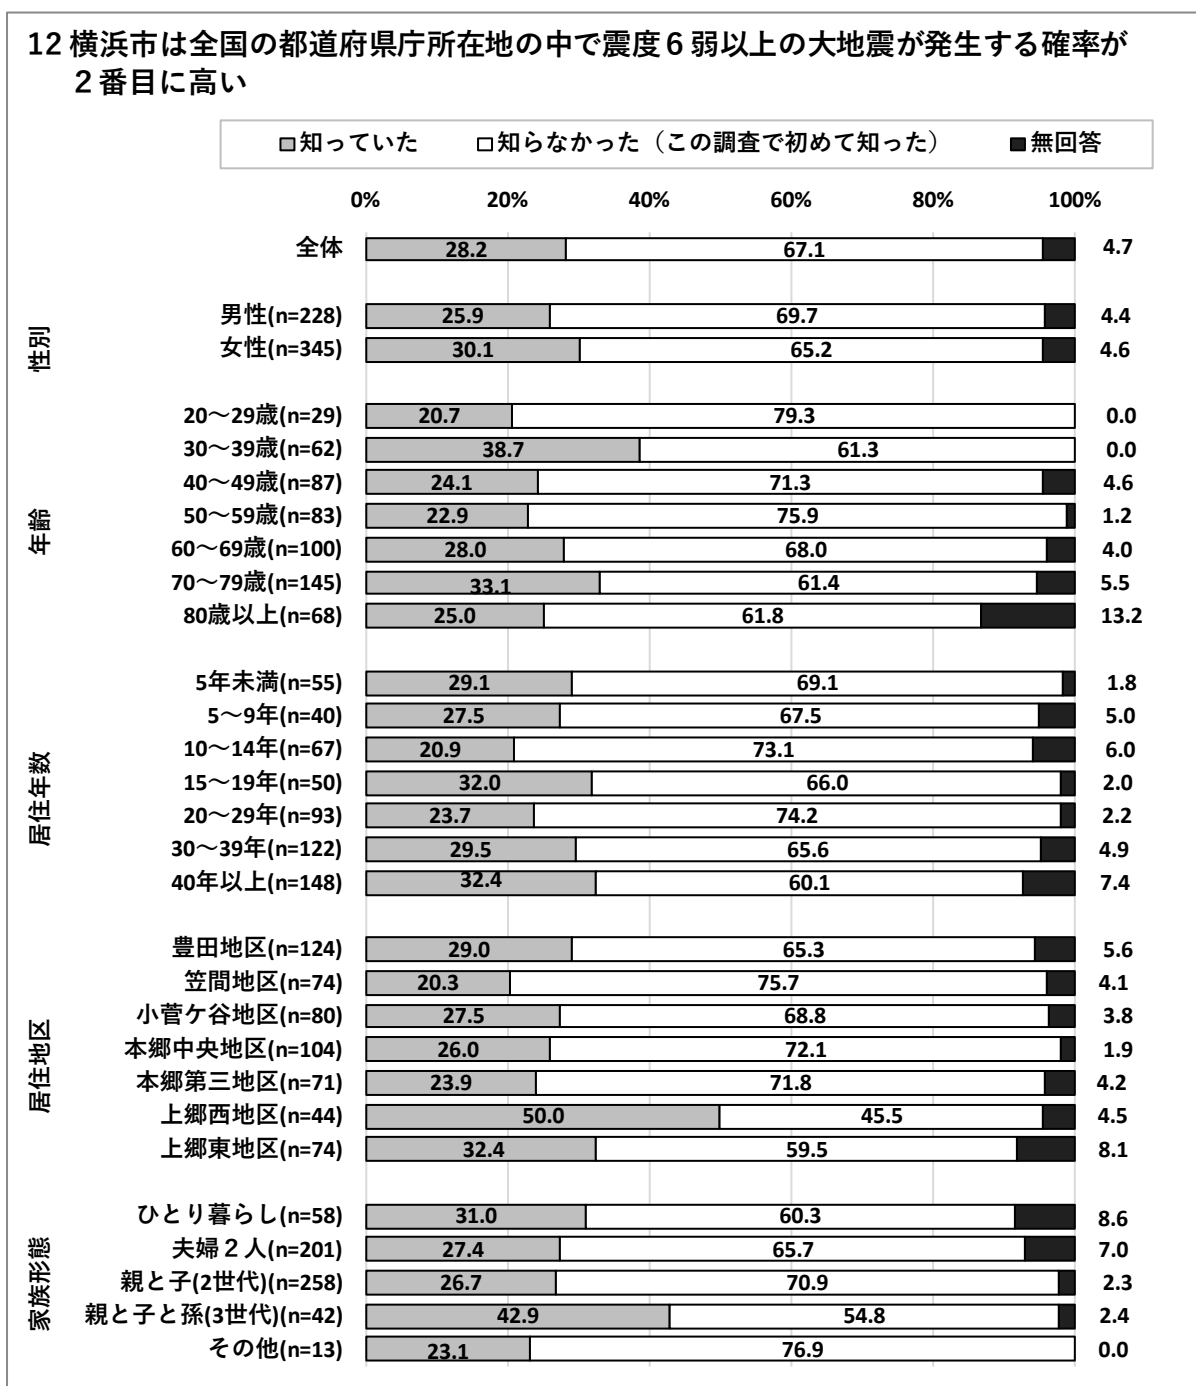 12 横浜市は全国の都道府県庁所在地の中で震度６弱以上の大地震が発生する確率が
２番目に高い
知っていた 知らなかった（この調査で初めて知った） 無回答
0% 20% 40% 60% 80% 100%
全体 28.2 67.1 4.7
性別
男性(n=228) 25.9 69.7 4.4
女性(n=345) 30.1 65.2 4.6
年齢
20～29歳(n=29) 20.7 79.3 0.0
30～39歳(n=62) 38.7 61.3 0.0
40～49歳(n=87) 24.1 71.3 4.6
50～59歳(n=83) 22.9 75.9 1.2
60～69歳(n=100) 28.0 68.0 4.0
70～79歳(n=145) 33.1 61.4 5.5
80歳以上(n=68) 25.0 61.8 13.2
居住年数
5年未満(n=55) 29.1 69.1 1.8
5～9年(n=40) 27.5 67.5 5.0
10～14年(n=67) 20.9 73.1 6.0
15～19年(n=50) 32.0 66.0 2.0
20～29年(n=93) 23.7 74.2 2.2
30～39年(n=122) 29.5 65.6 4.9
40年以上(n=148) 32.4 60.1 7.4
居住地区
豊田地区(n=124) 29.0 65.3 5.6
笠間地区(n=74) 20.3 75.7 4.1
小菅ケ谷地区(n=80) 27.5 68.8 3.8
本郷中央地区(n=104) 26.0 72.1 1.9
本郷第三地区(n=71) 23.9 71.8 4.2
上郷西地区(n=44) 50.0 45.5 4.5
上郷東地区(n=74) 32.4 59.5 8.1
家族形態
ひとり暮らし(n=58) 31.0 60.3 8.6
夫婦２人(n=201) 27.4 65.7 7.0
親と子(2世代)(n=258) 26.7 70.9 2.3
親と子と孫(3世代)(n=42) 42.9 54.8 2.4
その他(n=13) 23.1 76.9 0.0